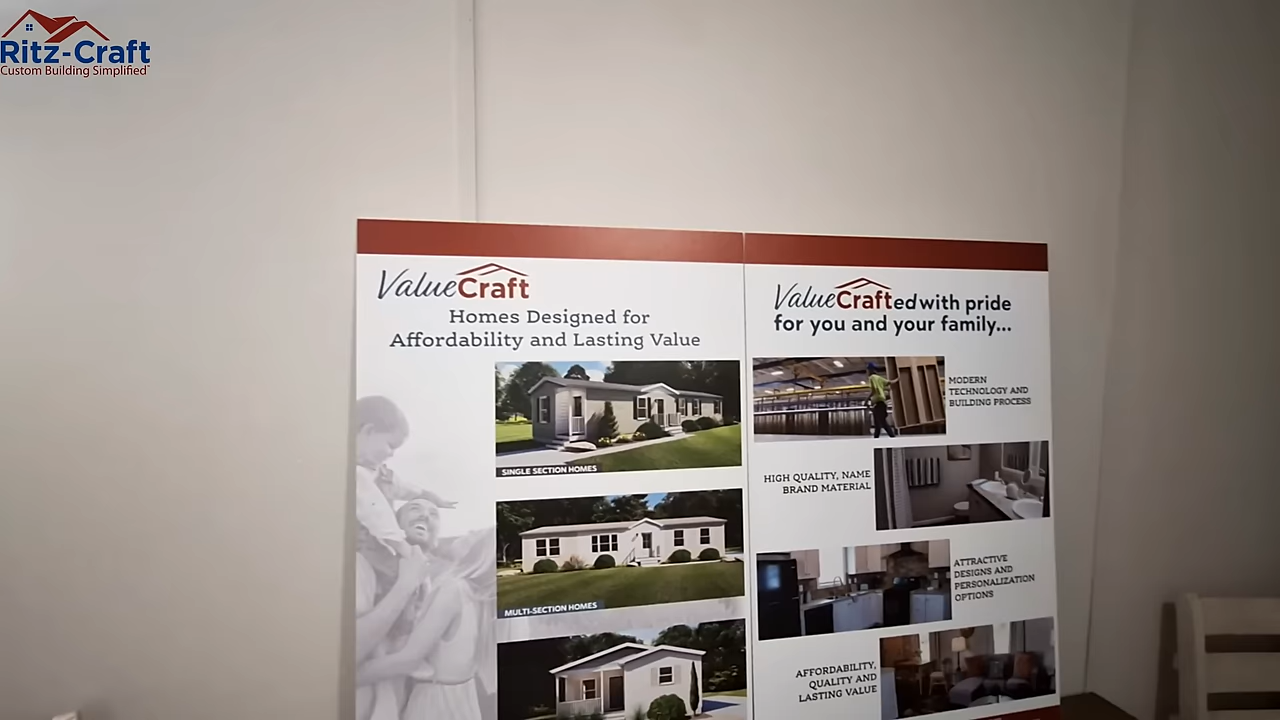 Ritz-Craft
Custom Building Simplified™
ValueCraft
Homes Designed for
Affordability and Lasting Value
SINGLE SECTION HOMES
MULTI-SECTION HOMES
ValueCrafted with pride
for you and your family...
MODERN
TECHNOLOGY AND
BUILDING PROCESS
HIGH QUALITY, NAME
BRAND MATERIAL
ATTRACTIVE
DESIGNS AND
PERSONALIZATION
OPTIONS
AFFORDABILITY,
QUALITY AND
LASTING VALUE